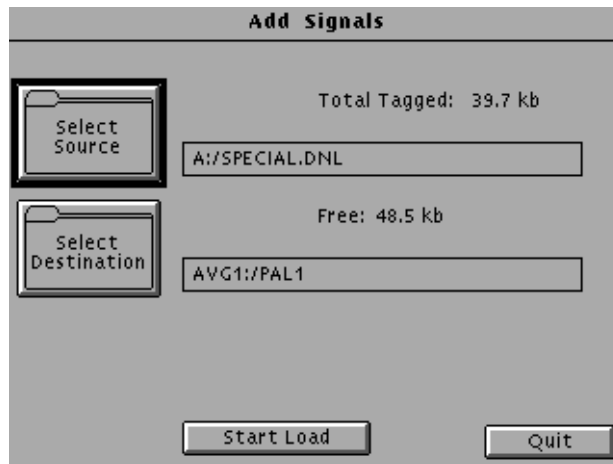 Add Signals
Total Tagged: 39.7 kb
Select
Source
A:/SPECIAL.DNL
Free: 48.5 kb
Select
Destination
AVG1:/PAL1
Start Load
Quit